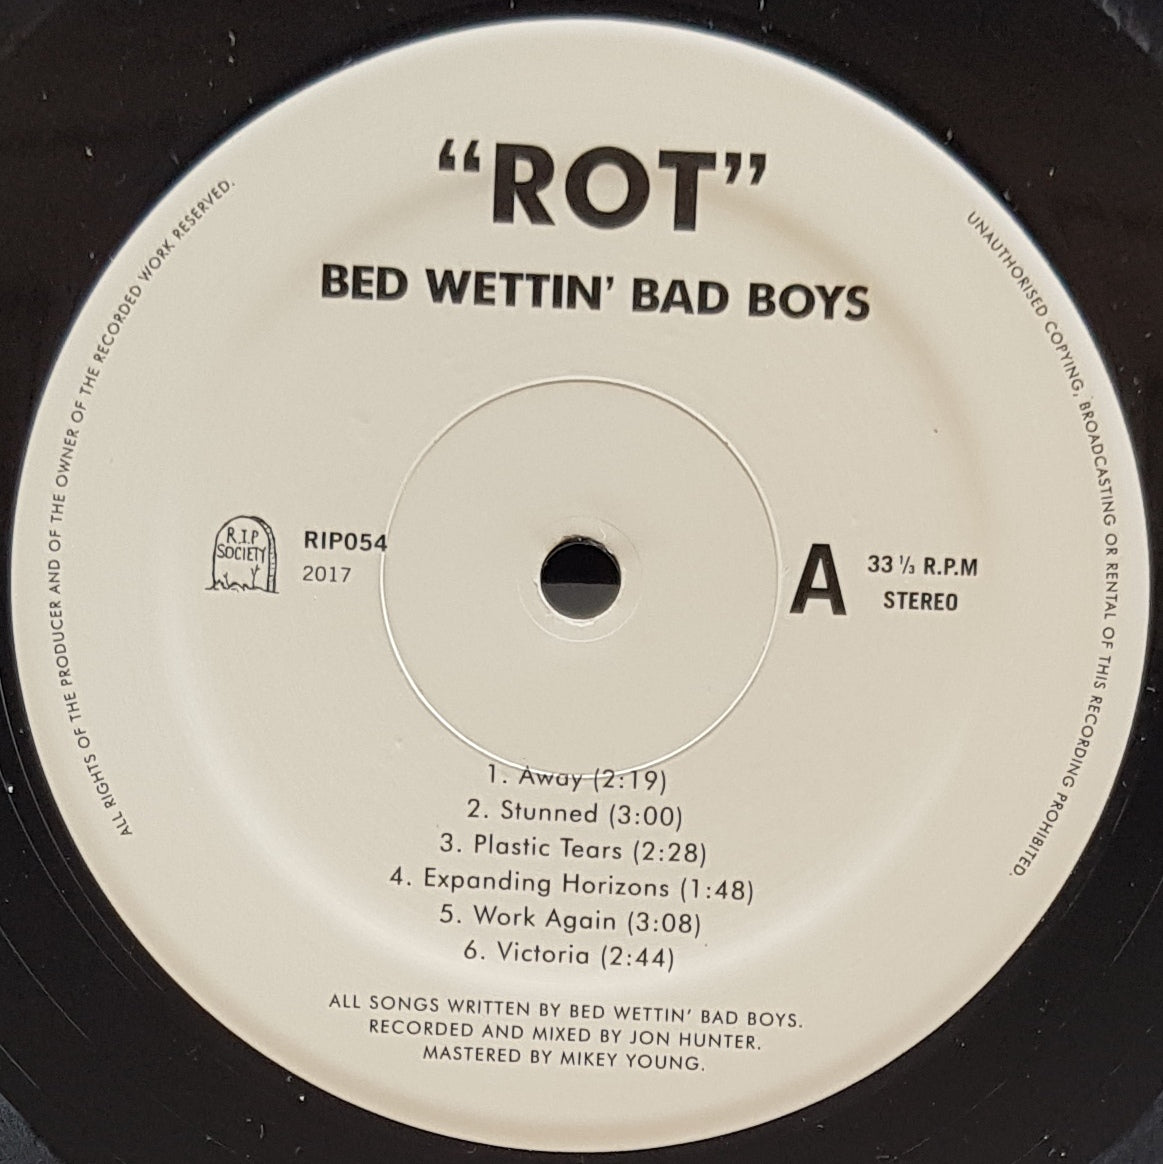 “ROT”
BED WETTIN’ BAD BOYS
ALL RIGHTS OF THE PRODUCER AND OF THE OWNER OF THE RECORDED WORK RESERVED.
UNAUTHORISED COPYING, BROADCASTING OR RENTAL OF THIS RECORDING PROHIBITED.
R.I.P
SOCIETY
RIP054
2017
A
33 ⅓ R.P.M
STEREO
1. Away (2:19)
2. Stunned (3:00)
3. Plastic Tears (2:28)
4. Expanding Horizons (1:48)
5. Work Again (3:08)
6. Victoria (2:44)
ALL SONGS WRITTEN BY BED WETTIN’ BAD BOYS.
RECORDED AND MIXED BY JON HUNTER.
MASTERED BY MIKEY YOUNG.